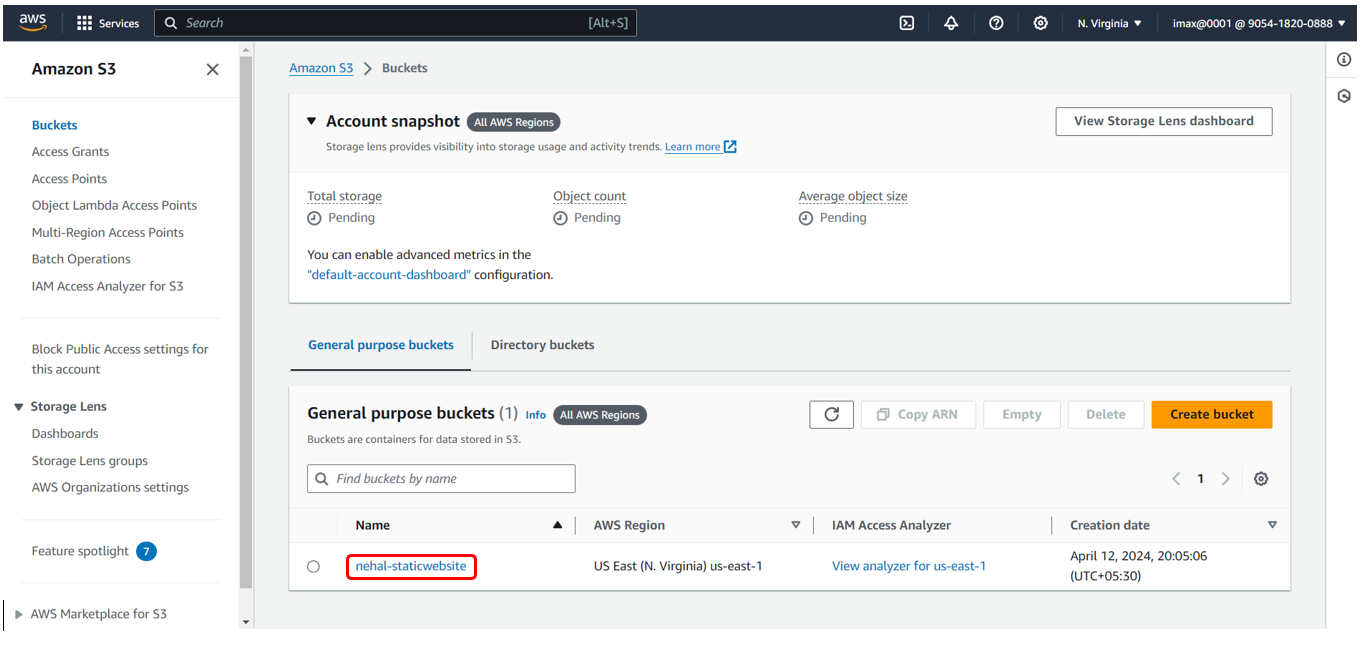 aws
Services
Search
[Alt+S]
N. Virginia
imax@0001 @ 9054-1820-0888
Amazon S3
Buckets
Access Grants
Access Points
Object Lambda Access Points
Multi-Region Access Points
Batch Operations
IAM Access Analyzer for S3
Block Public Access settings for
this account
Storage Lens
Dashboards
Storage Lens groups
AWS Organizations settings
Feature spotlight 7
AWS Marketplace for S3
Amazon S3 > Buckets
Account snapshot All AWS Regions
View Storage Lens dashboard
Storage lens provides visibility into storage usage and activity trends. Learn more
Total storage
Pending
Object count
Pending
Average object size
Pending
You can enable advanced metrics in the
"default-account-dashboard" configuration.
General purpose buckets
Directory buckets
General purpose buckets (1) Info All AWS Regions
Copy ARN
Empty
Delete
Create bucket
Buckets are containers for data stored in S3.
Find buckets by name
1
Name
AWS Region
IAM Access Analyzer
Creation date
nehal-staticwebsite
US East (N. Virginia) us-east-1
View analyzer for us-east-1
April 12, 2024, 20:05:06
(UTC+05:30)